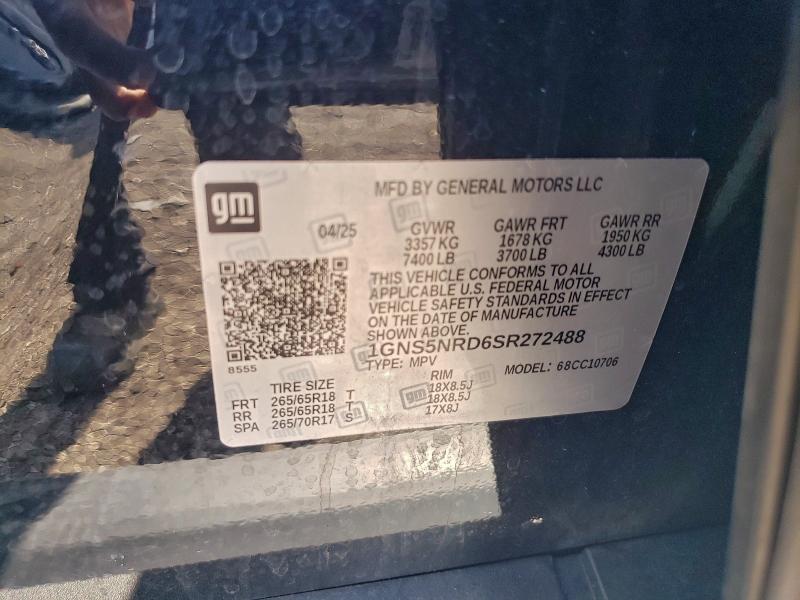 gm
MFD BY GENERAL MOTORS LLC
04/25 GVWR GAWR FRT GAWR RR
3357 KG 1678 KG 1950 KG
7400 LB 3700 LB 4300 LB
THIS VEHICLE CONFORMS TO ALL
APPLICABLE U.S. FEDERAL MOTOR
VEHICLE SAFETY STANDARDS IN EFFECT
ON THE DATE OF MANUFACTURE
SHOWN ABOVE.
1GNS5NRD6SR272488
8555
TYPE: MPV MODEL: 68CC10706
TIRE SIZE RIM
FRT 265/65R18 T 18X8.5J
RR 265/65R18 T 18X8.5J
SPA 265/70R17 S 17X8J